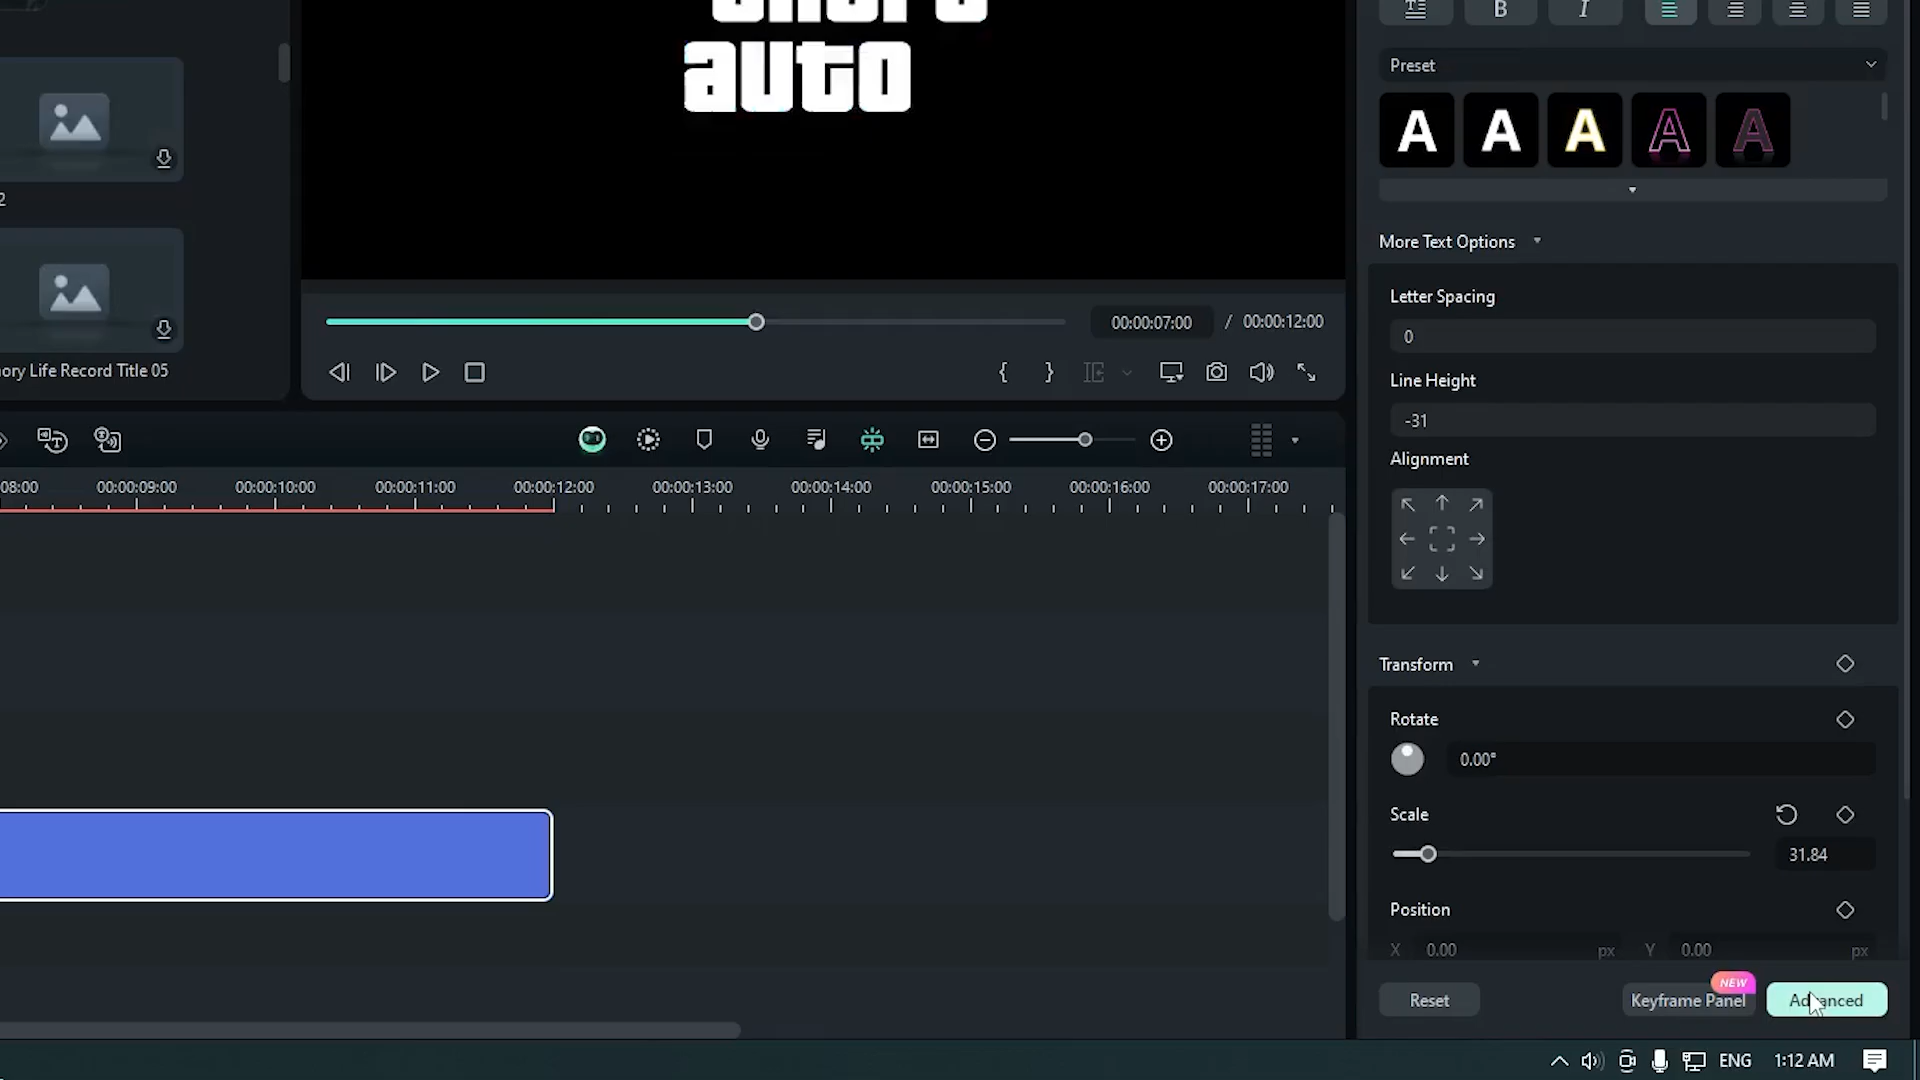 auto
B
I
Preset
A A A A A
2
ory Life Record Title 05
00:00:07:00 / 00:00:12:00
{ }
More Text Options
Letter Spacing
0
Line Height
-31
Alignment
08:00 00:00:09:00 00:00:10:00 00:00:11:00 00:00:12:00 00:00:13:00 00:00:14:00 00:00:15:00 00:00:16:00 00:00:17:00
Transform
Rotate
0.00°
Scale
31.84
Position
X 0.00 px Y 0.00 px
Reset
Keyframe Panel
NEW
Advanced
ENG 1:12 AM